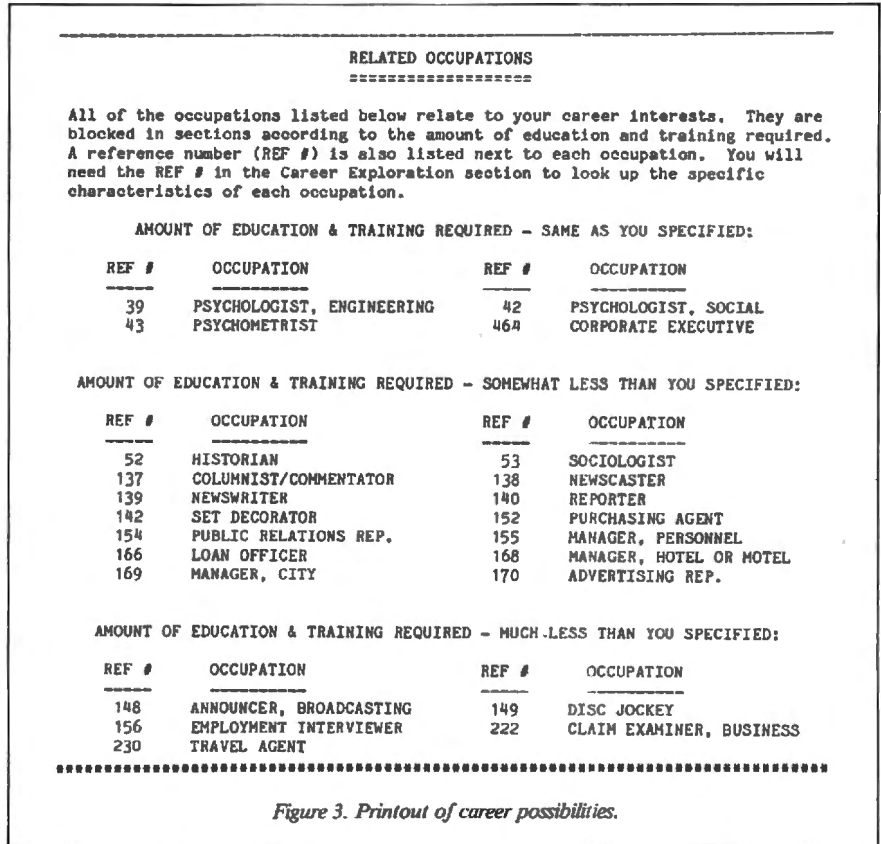 RELATED OCCUPATIONS
===================
All of the occupations listed below relate to your career interests. They are
blocked in sections according to the amount of education and training required.
A reference number (REF #) is also listed next to each occupation. You will
need the REF # in the Career Exploration section to look up the specific
characteristics of each occupation.
AMOUNT OF EDUCATION & TRAINING REQUIRED - SAME AS YOU SPECIFIED:
REF # OCCUPATION REF # OCCUPATION
39 PSYCHOLOGIST, ENGINEERING 42 PSYCHOLOGIST, SOCIAL
43 PSYCHOMETRIST 464 CORPORATE EXECUTIVE
AMOUNT OF EDUCATION & TRAINING REQUIRED - SOMEWHAT LESS THAN YOU SPECIFIED:
REF # OCCUPATION REF # OCCUPATION
52 HISTORIAN 53 SOCIOLOGIST
137 COLUMNIST/COMMENTATOR 138 NEWSCASTER
139 NEWSWRITER 140 REPORTER
142 SET DECORATOR 152 PURCHASING AGENT
154 PUBLIC RELATIONS REP. 155 MANAGER, PERSONNEL
166 LOAN OFFICER 168 MANAGER, HOTEL OR MOTEL
169 MANAGER, CITY 170 ADVERTISING REP.
AMOUNT OF EDUCATION & TRAINING REQUIRED - MUCH LESS THAN YOU SPECIFIED:
REF # OCCUPATION REF # OCCUPATION
148 ANNOUNCER, BROADCASTING 149 DISC JOCKEY
156 EMPLOYMENT INTERVIEWER 222 CLAIM EXAMINER, BUSINESS
230 TRAVEL AGENT
Figure 3. Printout of career possibilities.